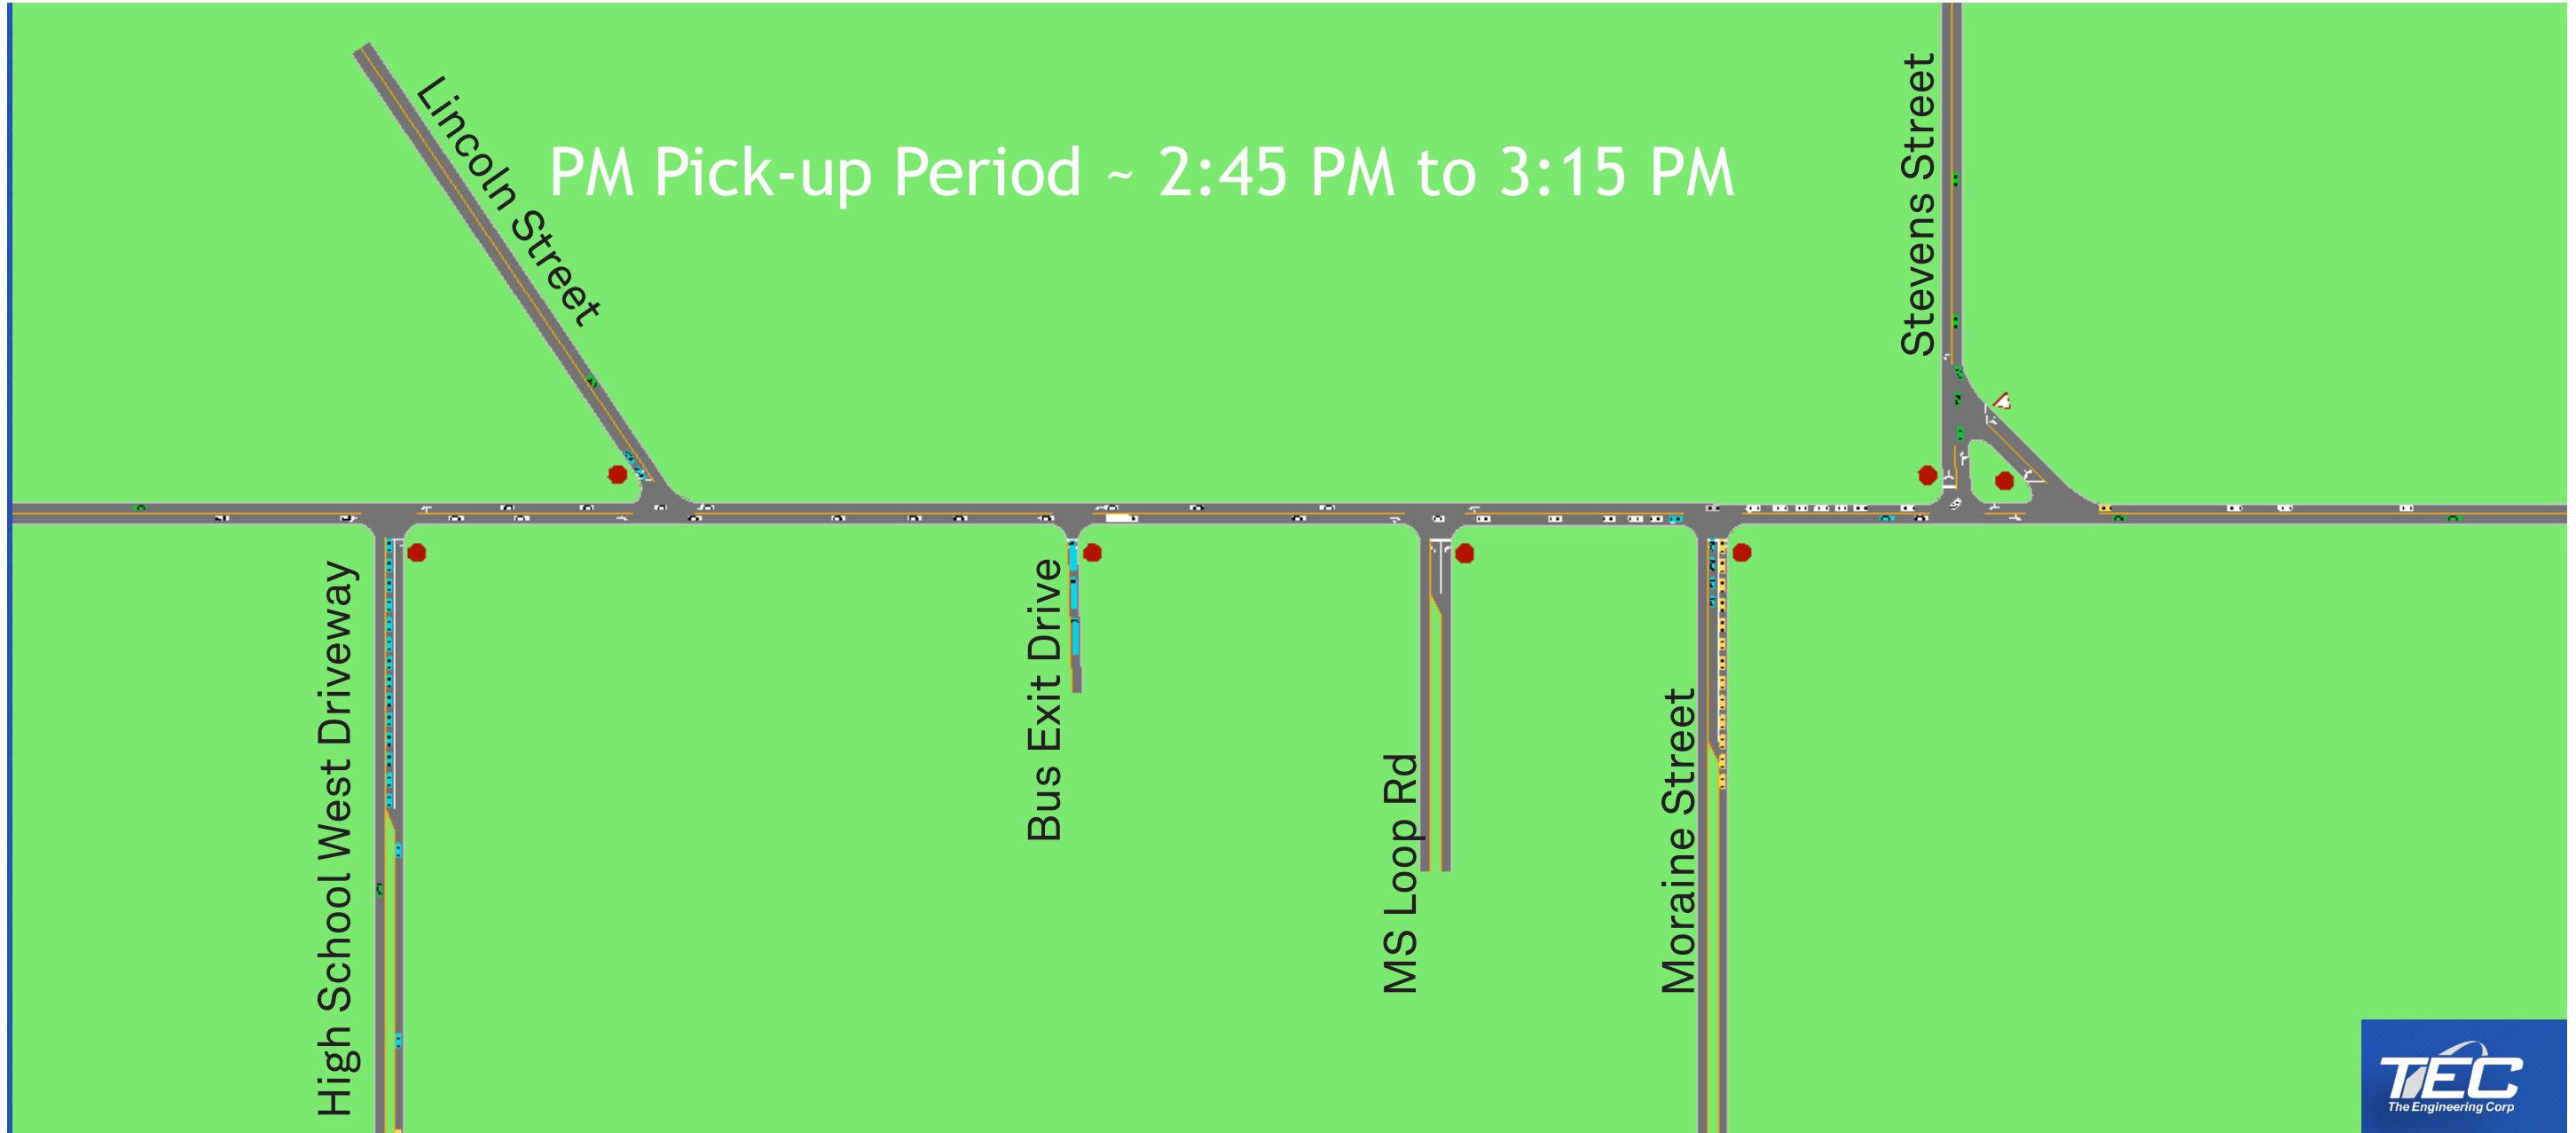 Lincoln Street
PM Pick-up Period ~ 2:45 PM to 3:15 PM
Stevens Street
High School West Driveway
Bus Exit Drive
MS Loop Rd
Moraine Street
TEC
The Engineering Corp